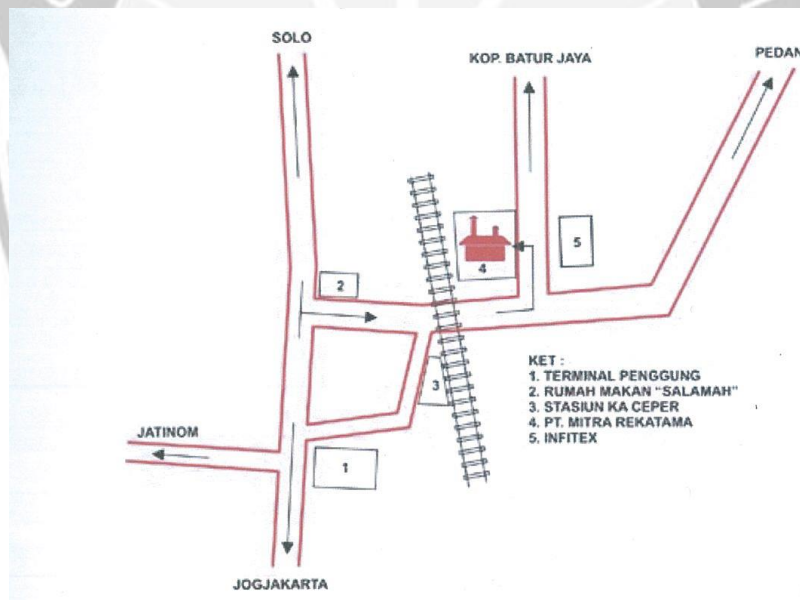 SOLO
KOP. BATUR JAYA
PEDAN
2
4
5
3
JATINOM
1
JOGJAKARTA
KET :
1. TERMINAL PENGGUNG
2. RUMAH MAKAN "SALAMAH"
3. STASIUN KA CEPER
4. PT. MITRA REKATAMA
5. INFITEX